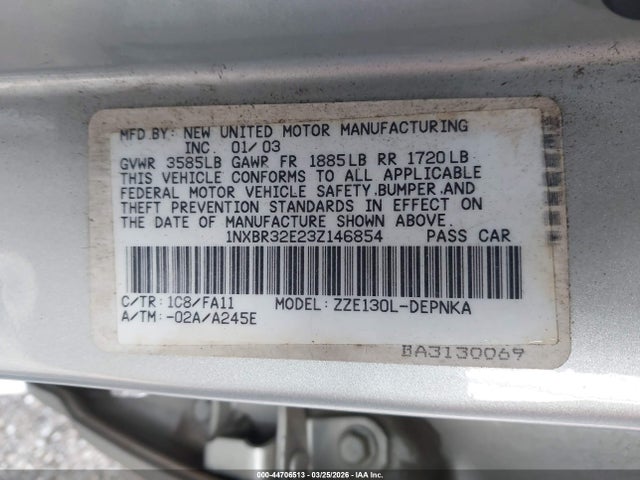 MFD.BY: NEW UNITED MOTOR MANUFACTURING
INC. 01/03
GVWR 3585LB GAWR FR 1885LB RR 1720LB
THIS VEHICLE CONFORMS TO ALL APPLICABLE
FEDERAL MOTOR VEHICLE SAFETY,BUMPER,AND
THEFT PREVENTION STANDARDS IN EFFECT ON
THE DATE OF MANUFACTURE SHOWN ABOVE.
1NXBR32E23Z146854 PASS CAR
C/TR: 1C8/FA11 MODEL: ZZE130L-DEPNKA
A/TM: -02A/A245E
BA3130069
000-44706513 - 03/25/2026 - IAA Inc.